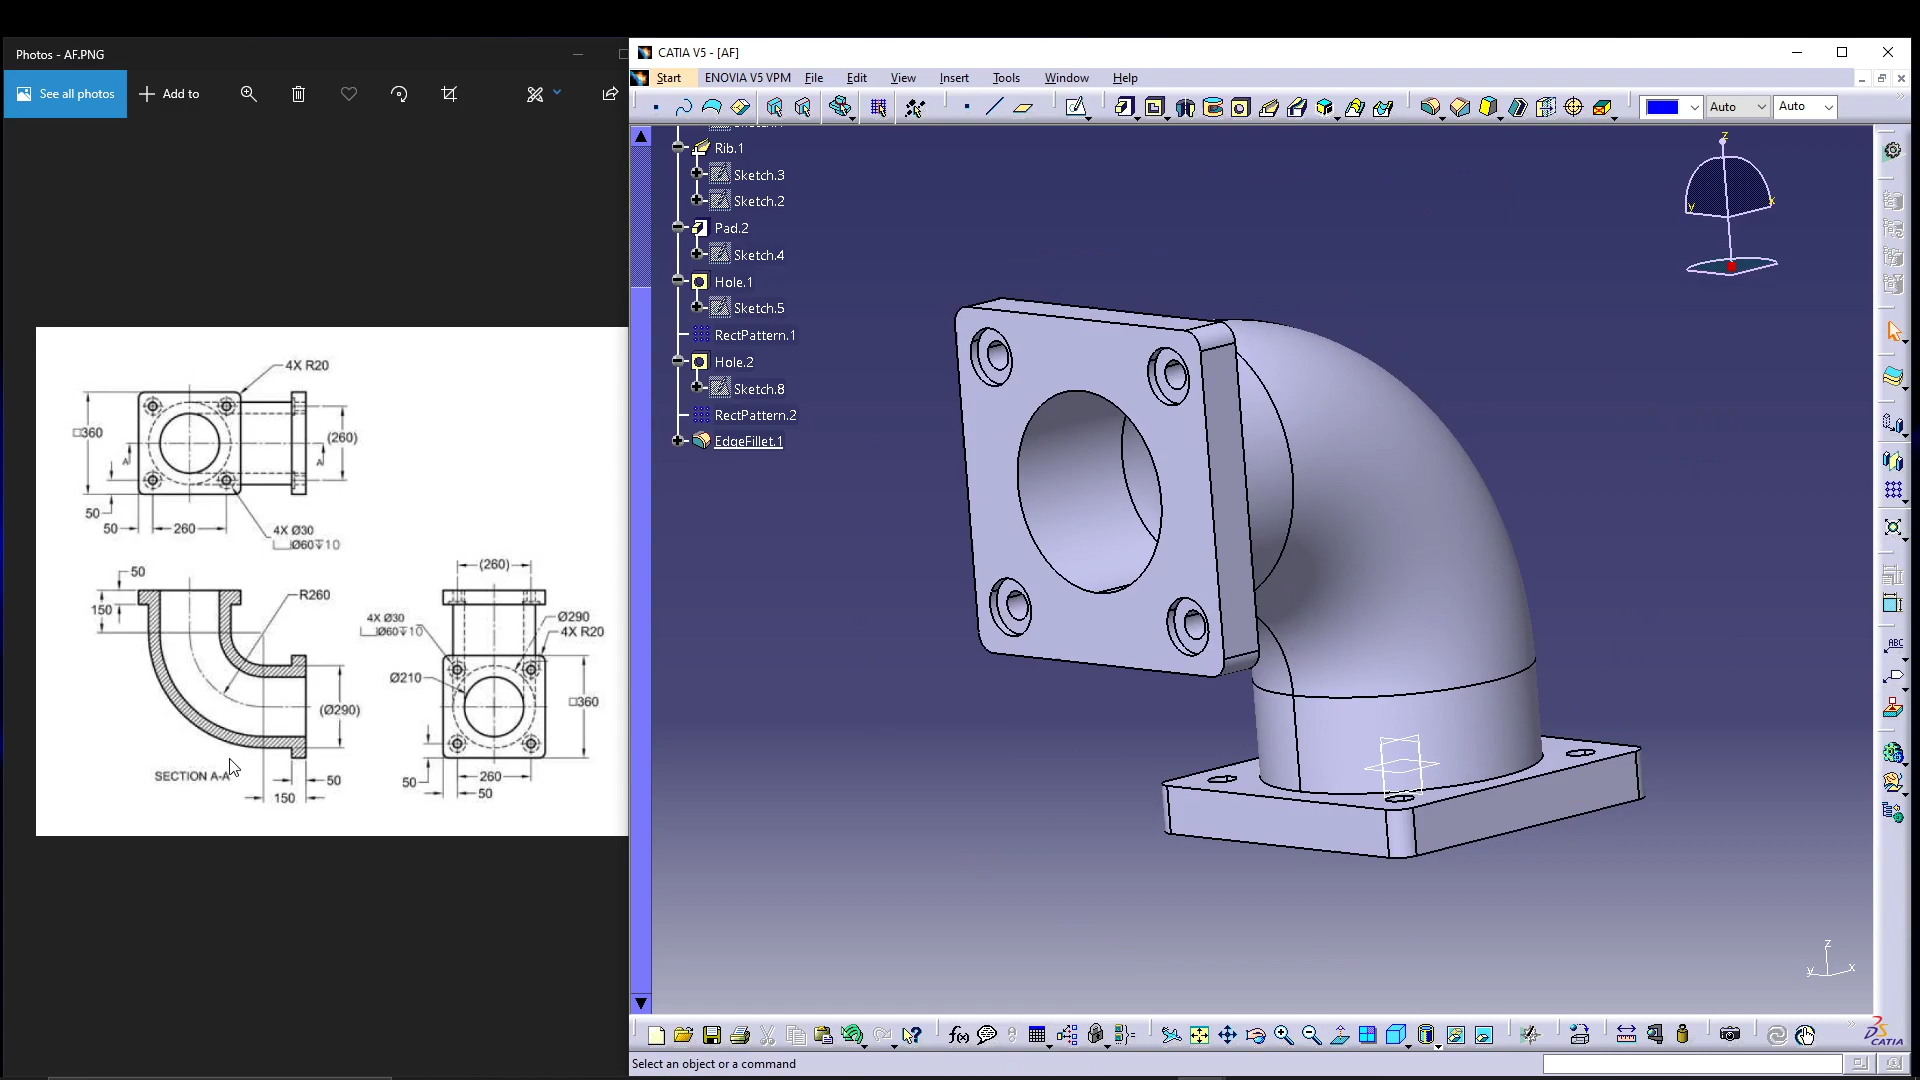 Photos - AF.PNG
See all photos
Add to
4X R20
□360
(260)
A
A
50
50
260
4X Ø30
⌴Ø60↧10
50
150
R260
(Ø290)
SECTION A-A
50
150
(260)
4X Ø30
⌴Ø60↧10
Ø290
4X R20
Ø210
□360
50
260
50
CATIA V5 - [AF]
Start ENOVIA V5 VPM File Edit View Insert Tools Window Help
Auto Auto
Rib.1
Sketch.3
Sketch.2
Pad.2
Sketch.4
Hole.1
Sketch.5
RectPattern.1
Hole.2
Sketch.8
RectPattern.2
EdgeFillet.1
z
y
x
z
y
x
ABC
f(x)
CATIA
Select an object or a command